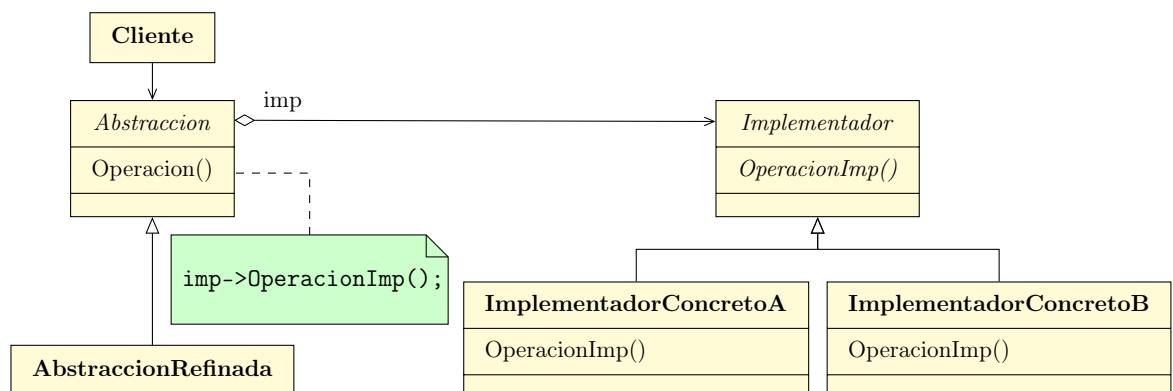 Cliente
imp
Abstraccion
Implementador
Operacion()
OperacionImp()
imp->OperacionImp();
ImplementadorConcretoA
ImplementadorConcretoB
OperacionImp()
OperacionImp()
AbstraccionRefinada